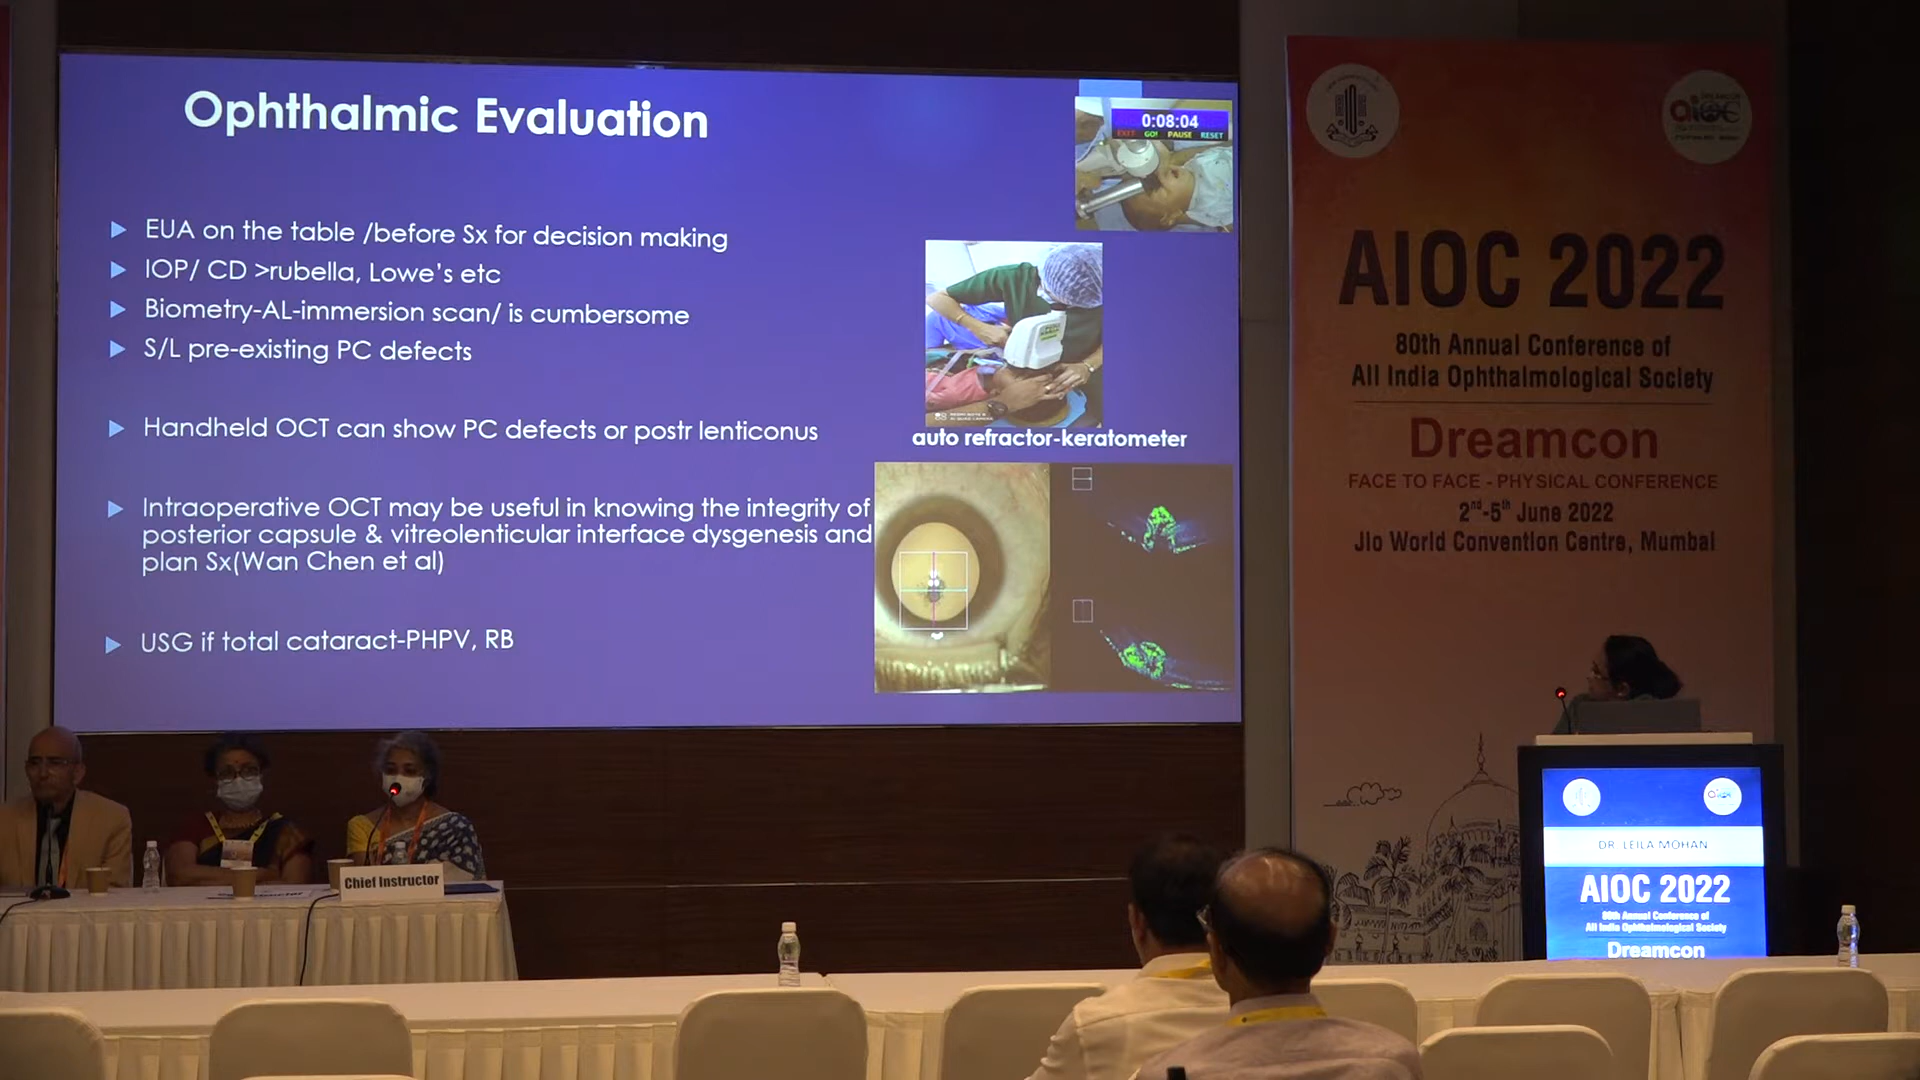 Ophthalmic Evaluation
EUA on the table /before Sx for decision making
IOP/ CD >rubella, Lowe's etc
Biometry-AL-immersion scan/ is cumbersome
S/L pre-existing PC defects
Handheld OCT can show PC defects or postr lenticonus
Intraoperative OCT may be useful in knowing the integrity of
posterior capsule & vitreolenticular interface dysgenesis and
plan Sx(Wan Chen et al)
USG if total cataract-PHPV, RB
0:08:04
EXIT GO! PAUSE RESET
auto refractor-keratometer
aioc
AIOC 2022
80th Annual Conference of
All India Ophthalmological Society
Dreamcon
FACE TO FACE - PHYSICAL CONFERENCE
2nd-5th June 2022
Jio World Convention Centre, Mumbai
Chief Instructor
DR. LEILA MOHAN
AIOC 2022
80th Annual Conference of
All India Ophthalmological Society
Dreamcon